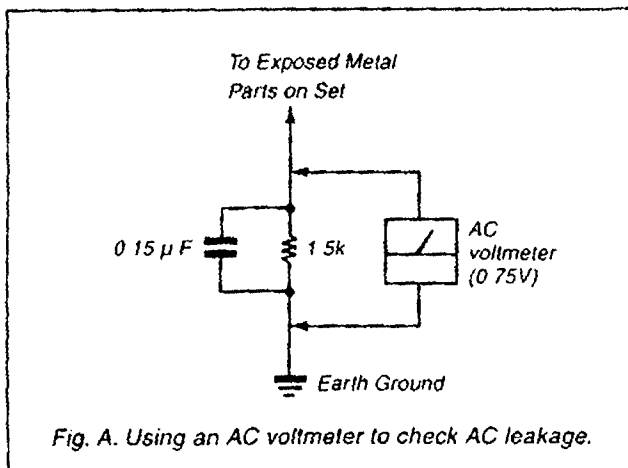 To Exposed Metal
Parts on Set
0 15 μ F
1 5k
AC
voltmeter
(0 75V)
Earth Ground
Fig. A. Using an AC voltmeter to check AC leakage.